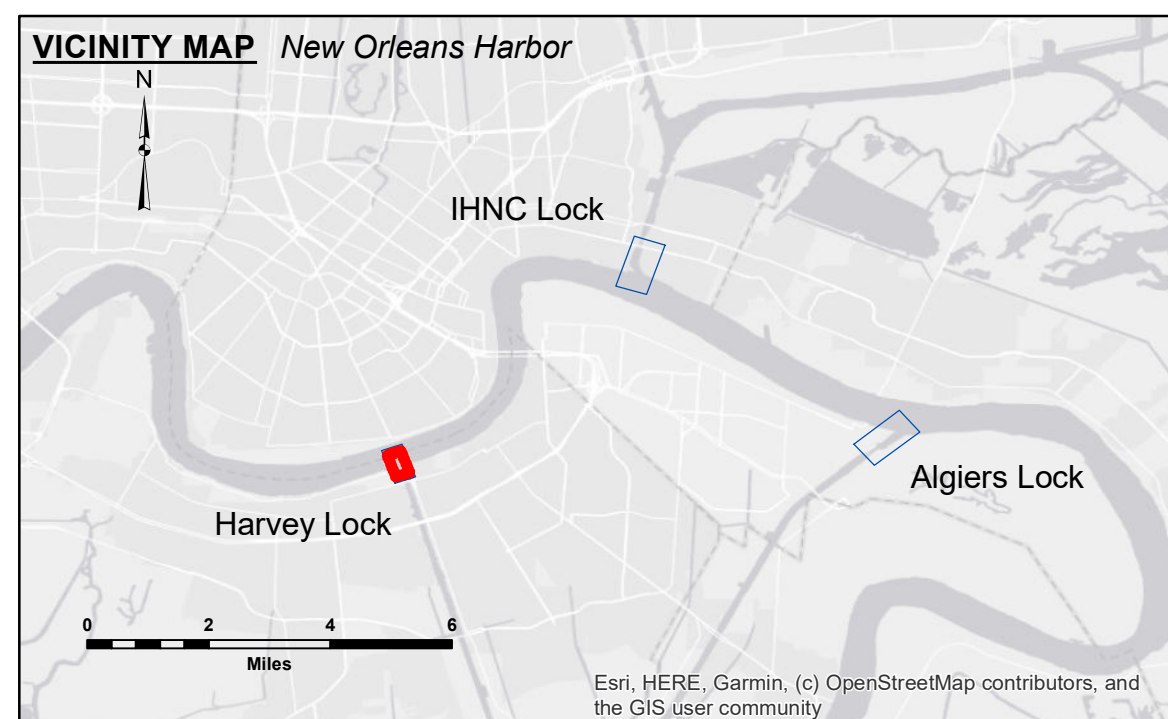 VICINITY MAP New Orleans Harbor
N
IHNC Lock
Algiers Lock
Harvey Lock
0 2 4 6
Miles
Esri, HERE, Garmin, (c) OpenStreetMap contributors, and
the GIS user community